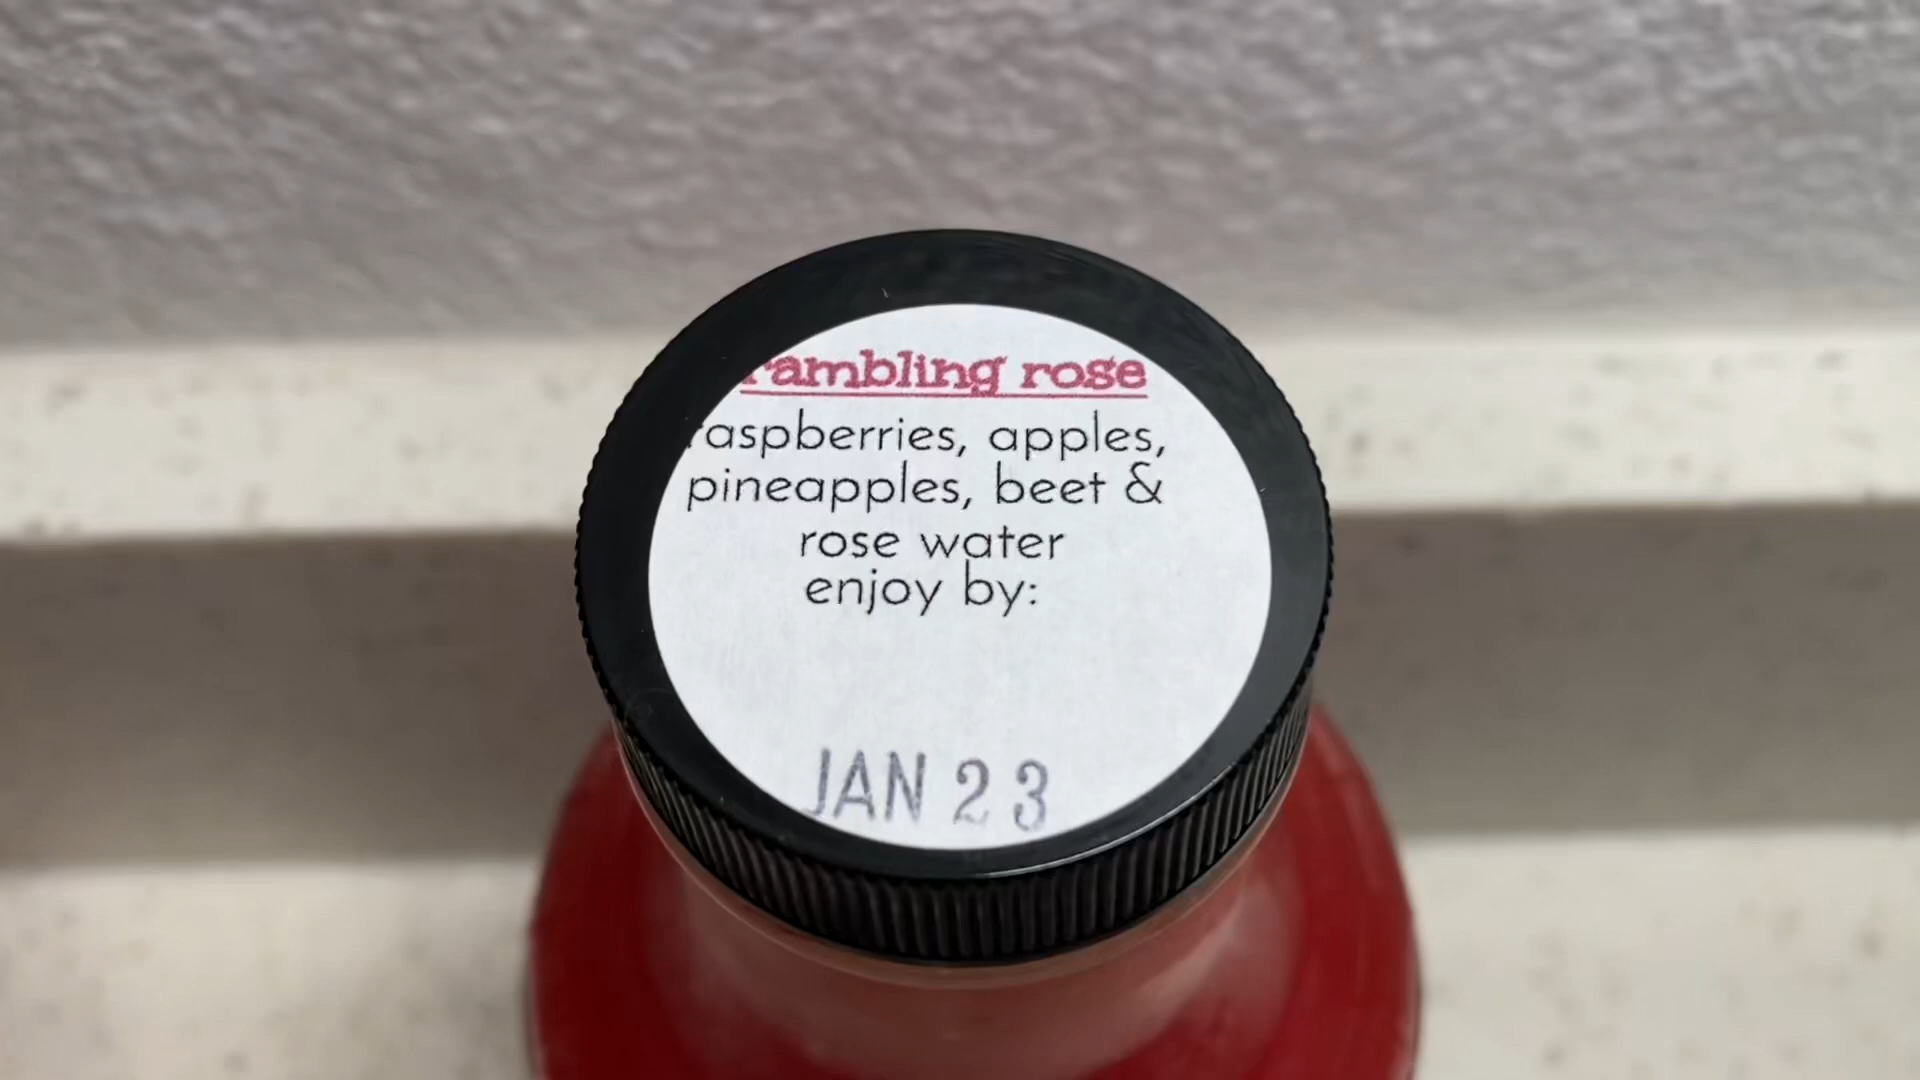 rambling rose
raspberries, apples,
pineapples, beet &
rose water
enjoy by:
JAN 23